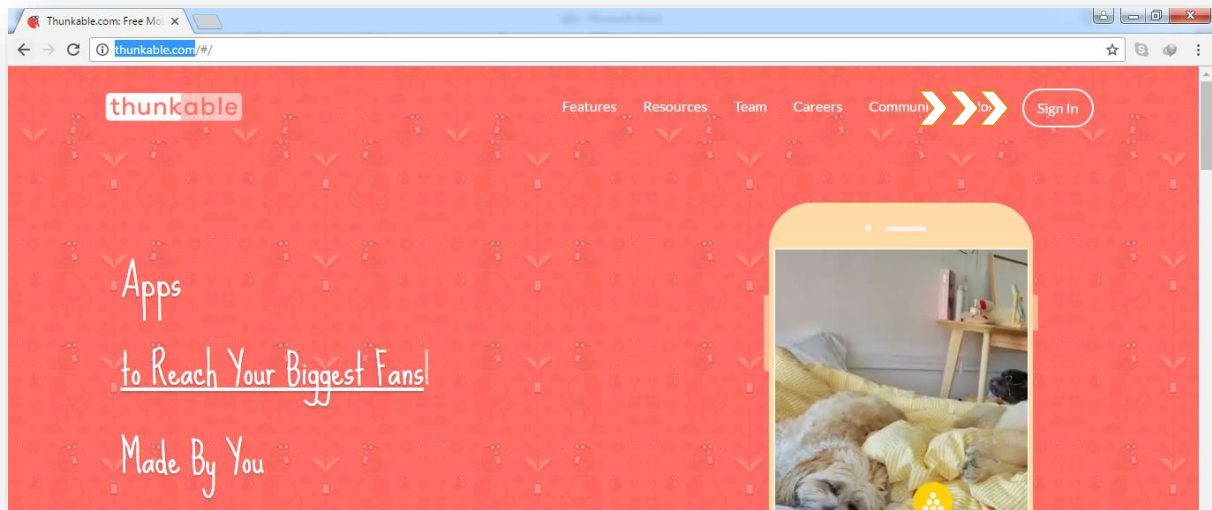 Thunkable.com: Free Mo
thunkable.com/#/
thunkable
Features Resources Team Careers Communi Sign In
Apps
to Reach Your Biggest Fans
Made By You